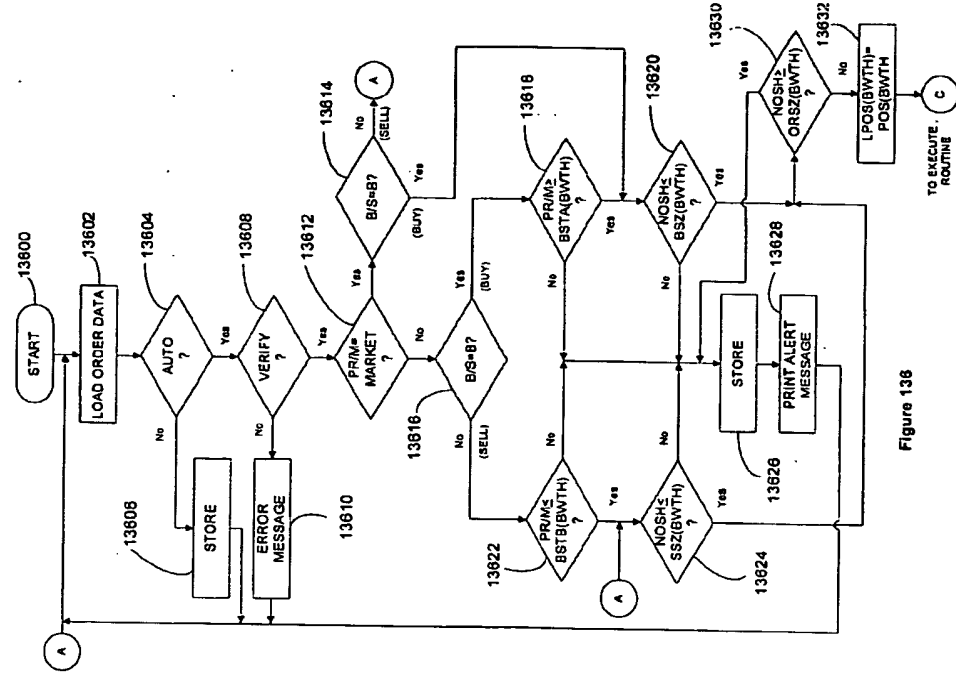 13600
START
13602
LOAD ORDER DATA
13604
AUTO
?
No
Yes
13606
STORE
13608
VERIFY
?
No
Yes
13610
ERROR
MESSAGE
A
13612
PR/M=
MARKET
?
Yes
No
13614
B/S=B?
No
(SELL)
A
Yes
(BUY)
13616
B/S=B?
No
(SELL)
Yes
(BUY)
13618
PR/M≥
BSTA(BWTH)
?
No
Yes
13620
NOSH≤
BSZ(BWTH)
?
No
Yes
13622
PR/M≤
BSTB(BWTH)
?
No
Yes
A
13624
NOSH≤
SSZ(BWTH)
?
No
Yes
13626
STORE
13628
PRINT ALERT
MESSAGE
13630
NOSH≥
ORSZ(BWTH)
?
Yes
No
13632
LPOS(BWTH)=
POS(BWTH
TO EXECUTE.
ROUTINE
C
Figure 136